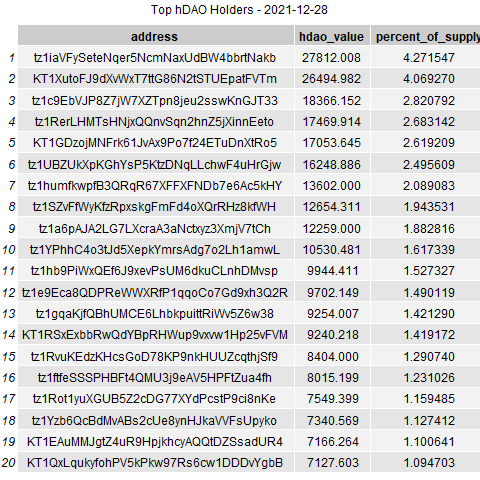 Top hDAO Holders - 2021-12-28
address hdao_value percent_of_supply
1 tz1iaVFySeteNqer5NcmNaxUdBW4bbrtNakb 27812.008 4.271547
2 KT1XutoFJ9dXvWxT7ttG86N2tSTUEpatFVTm 26494.982 4.069270
3 tz1c9EbVJP8Z7jW7XZTpn8jeu2sswKnGJT33 18366.152 2.820792
4 tz1RerLHMTsHNjxQQnvSqn2hnZ5jXinnEeto 17469.914 2.683142
5 KT1GDzojMNFrk61JvAx9Po7f24ETuDnXtRo5 17053.645 2.619209
6 tz1UBZUkXpKGhYsP5KtzDNqLLchwF4uHrGjw 16248.886 2.495609
7 tz1humfkwpfB3QRqR67XFFXFNDb7e6Ac5kHY 13602.000 2.089083
8 tz1SZvFfWyKfzRpxskgFmFd4oXQrRHz8kfWH 12654.311 1.943531
9 tz1a6pAJA2LG7LXcraA3aNctxyz3XmjV7tCh 12259.000 1.882816
10 tz1YPhhC4o3tJd5XepkYmrsAdg7o2Lh1amwL 10530.481 1.617339
11 tz1hb9PiWxQEf6J9xevPsUM6dkuCLnhDMvsp 9944.411 1.527327
12 tz1e9Eca8QDPReWWXRfP1qqoCo7Gd9xh3Q2R 9702.149 1.490119
13 tz1gqaKjfQBhUMCE6LhbkpuittRiWv5Z6w38 9254.007 1.421290
14 KT1RSxExbbRwQdYBpRHWup9vxvw1Hp25vFVM 9240.218 1.419172
15 tz1RvuKEdzKHcsGoD78KP9nkHUUZcqthjSf9 8404.000 1.290740
16 tz1ftfeSSSPHBFt4QMU3j9eAV5HPFtZua4fh 8015.199 1.231026
17 tz1Rot1yuXGUB5Z2cDG77XYdPcstP9ci8nKe 7549.399 1.159485
18 tz1Yzb6QcBdMvABs2cUe8ynHJkaVVFsUpyko 7340.569 1.127412
19 KT1EAuMMJgtZ4uR9HpjkhcyAQQtDZSsadUR4 7166.264 1.100641
20 KT1QxLqukyfohPV5kPkw97Rs6cw1DDDvYgbB 7127.603 1.094703